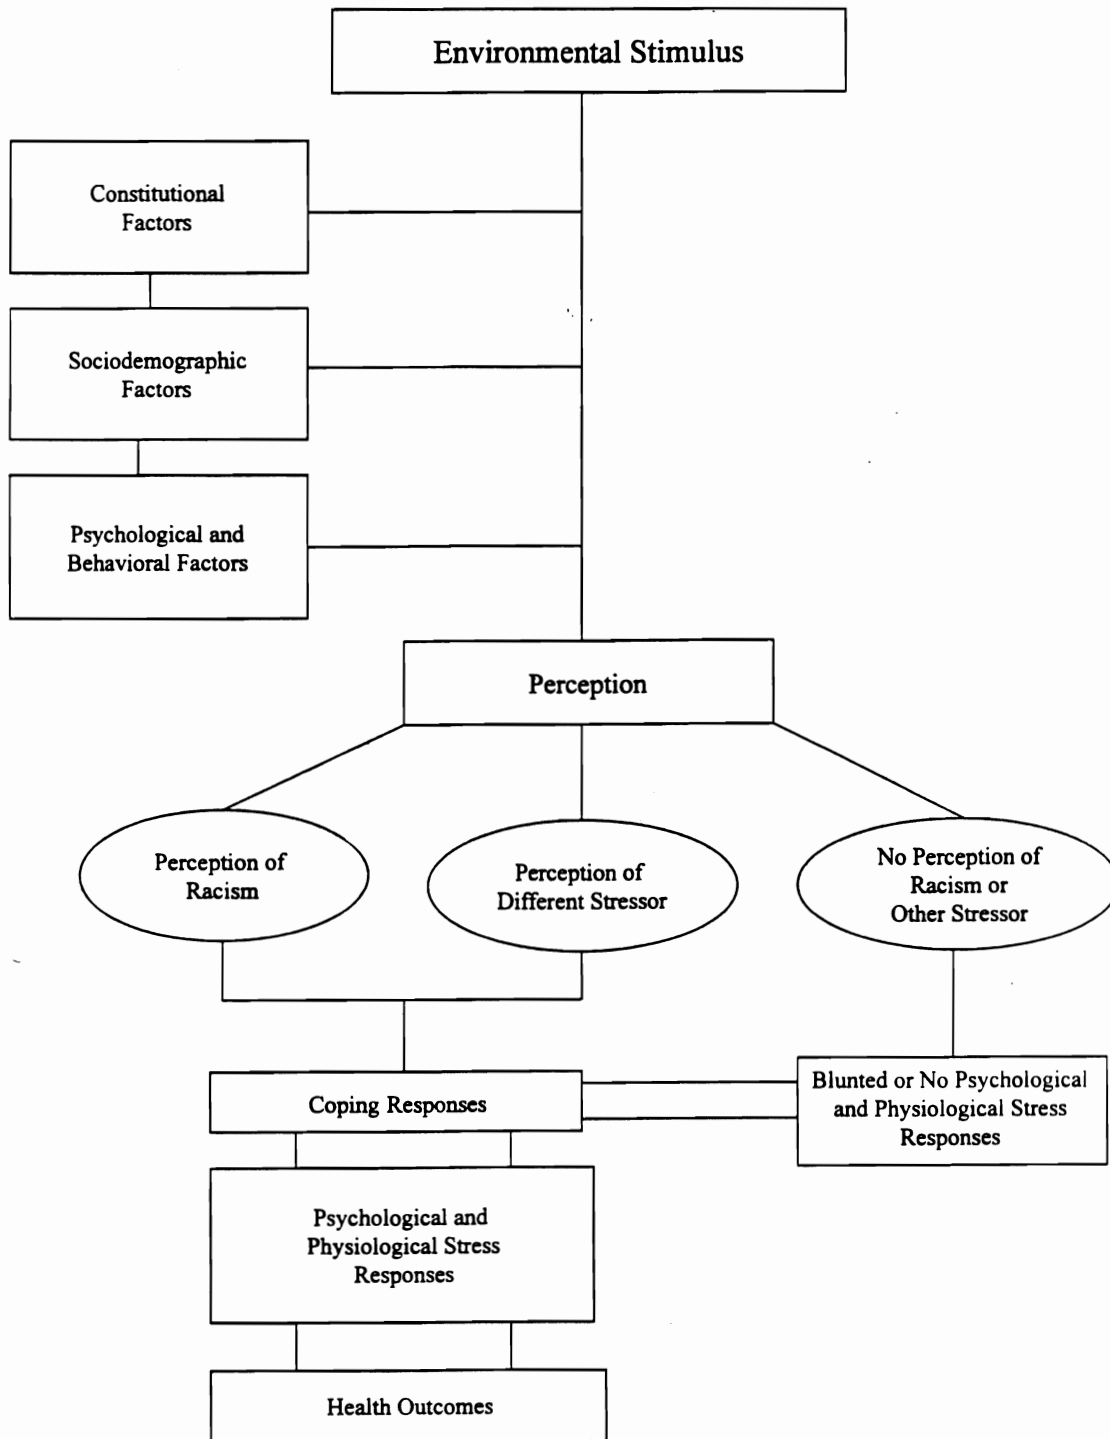 Environmental Stimulus
Constitutional
Factors
Sociodemographic
Factors
Psychological and
Behavioral Factors
Perception
Perception of
Racism
Perception of
Different Stressor
No Perception of
Racism or
Other Stressor
Coping Responses
Blunted or No Psychological
and Physiological Stress
Responses
Psychological and
Physiological Stress
Responses
Health Outcomes